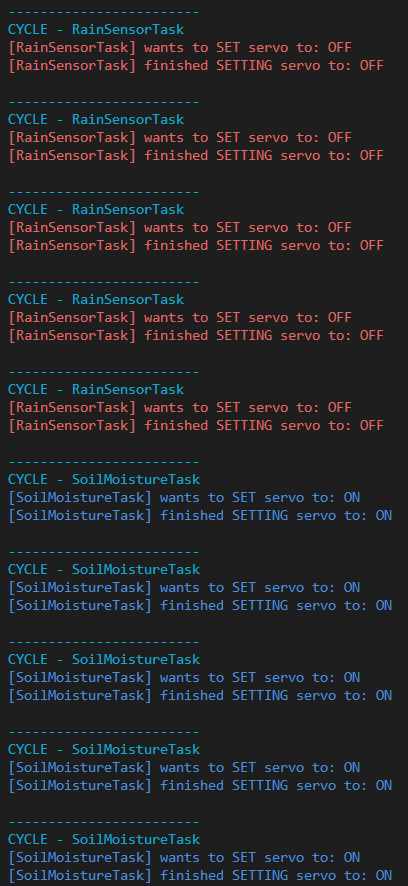 ------------------------
CYCLE - RainSensorTask
[RainSensorTask] wants to SET servo to: OFF
[RainSensorTask] finished SETTING servo to: OFF
------------------------
CYCLE - RainSensorTask
[RainSensorTask] wants to SET servo to: OFF
[RainSensorTask] finished SETTING servo to: OFF
------------------------
CYCLE - RainSensorTask
[RainSensorTask] wants to SET servo to: OFF
[RainSensorTask] finished SETTING servo to: OFF
------------------------
CYCLE - RainSensorTask
[RainSensorTask] wants to SET servo to: OFF
[RainSensorTask] finished SETTING servo to: OFF
------------------------
CYCLE - RainSensorTask
[RainSensorTask] wants to SET servo to: OFF
[RainSensorTask] finished SETTING servo to: OFF
------------------------
CYCLE - SoilMoistureTask
[SoilMoistureTask] wants to SET servo to: ON
[SoilMoistureTask] finished SETTING servo to: ON
------------------------
CYCLE - SoilMoistureTask
[SoilMoistureTask] wants to SET servo to: ON
[SoilMoistureTask] finished SETTING servo to: ON
------------------------
CYCLE - SoilMoistureTask
[SoilMoistureTask] wants to SET servo to: ON
[SoilMoistureTask] finished SETTING servo to: ON
------------------------
CYCLE - SoilMoistureTask
[SoilMoistureTask] wants to SET servo to: ON
[SoilMoistureTask] finished SETTING servo to: ON
------------------------
CYCLE - SoilMoistureTask
[SoilMoistureTask] wants to SET servo to: ON
[SoilMoistureTask] finished SETTING servo to: ON